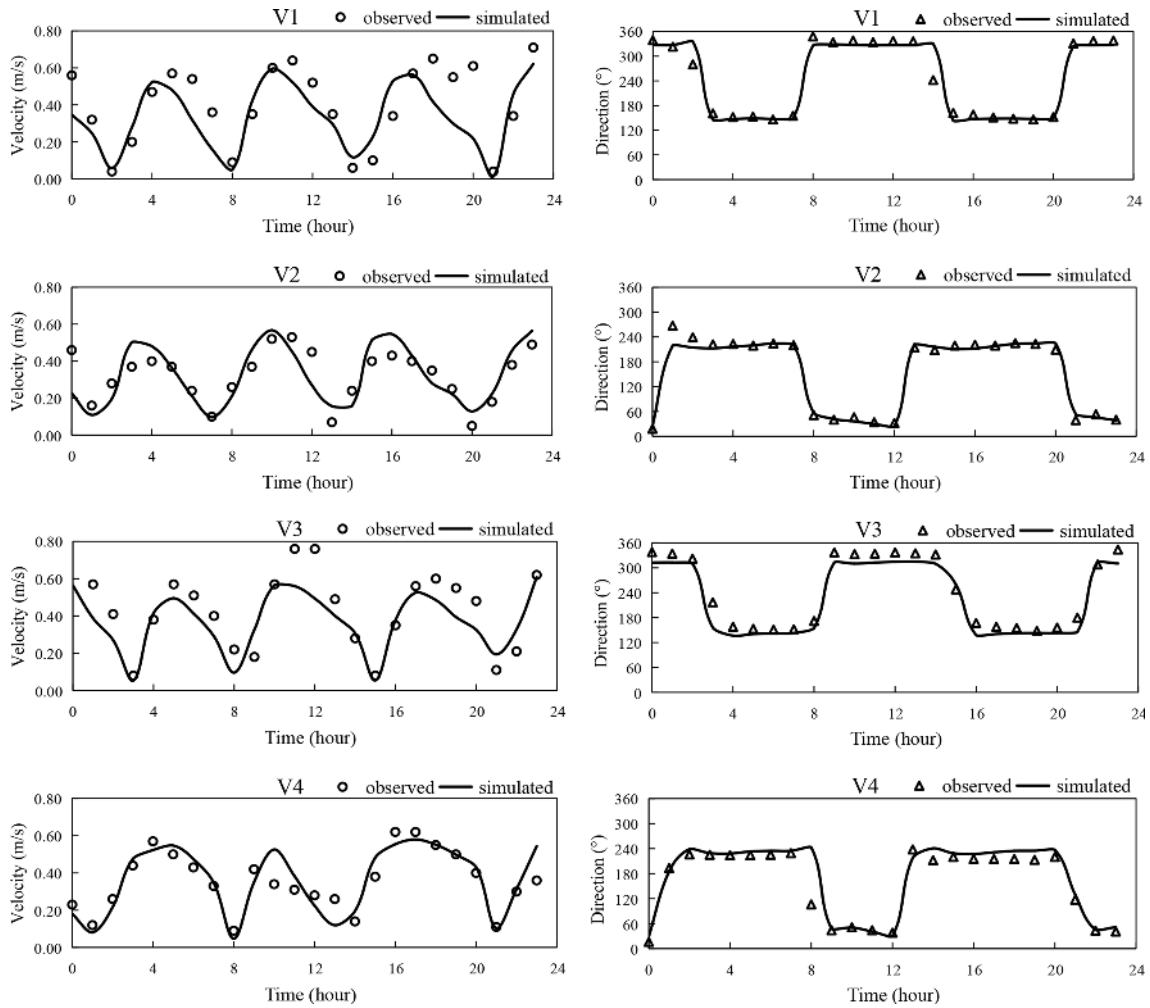 V1 observed simulated
0.80
0.60
0.40
0.20
0.00
Velocity (m/s)
0 4 8 12 16 20 24
Time (hour)
V1 observed simulated
360
300
240
180
120
60
0
Direction (°)
0 4 8 12 16 20 24
Time (hour)
V2 observed simulated
0.80
0.60
0.40
0.20
0.00
Velocity (m/s)
0 4 8 12 16 20 24
Time (hour)
V2 observed simulated
360
300
240
180
120
60
0
Direction (°)
0 4 8 12 16 20 24
Time (hour)
V3 observed simulated
0.80
0.60
0.40
0.20
0.00
Velocity (m/s)
0 4 8 12 16 20 24
Time (hour)
V3 observed simulated
360
300
240
180
120
60
0
Direction (°)
0 4 8 12 16 20 24
Time (hour)
V4 observed simulated
0.80
0.60
0.40
0.20
0.00
Velocity (m/s)
0 4 8 12 16 20 24
Time (hour)
V4 observed simulated
360
300
240
180
120
60
0
Direction (°)
0 4 8 12 16 20 24
Time (hour)